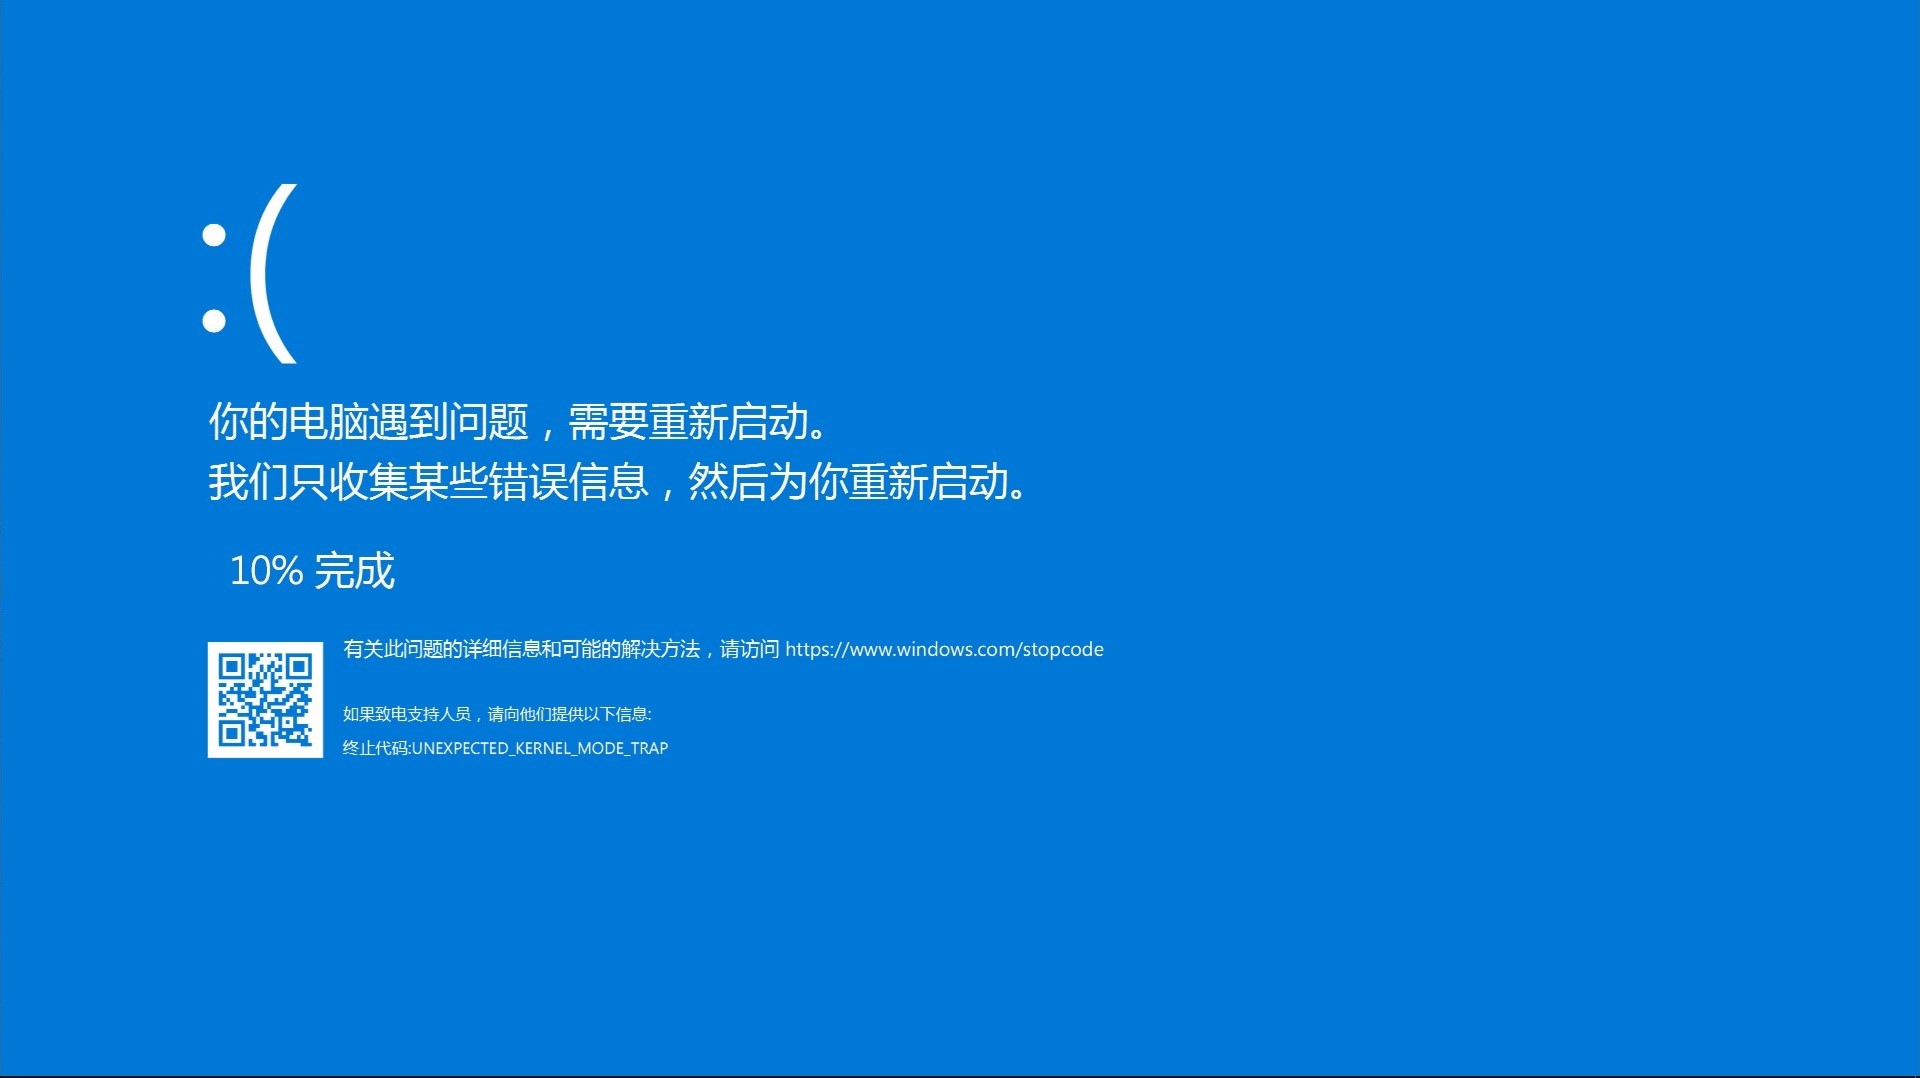 :(
你的电脑遇到问题，需要重新启动。
我们只收集某些错误信息，然后为你重新启动。
10% 完成
有关此问题的详细信息和可能的解决方法，请访问 https://www.windows.com/stopcode
如果致电支持人员，请向他们提供以下信息:
终止代码:UNEXPECTED_KERNEL_MODE_TRAP